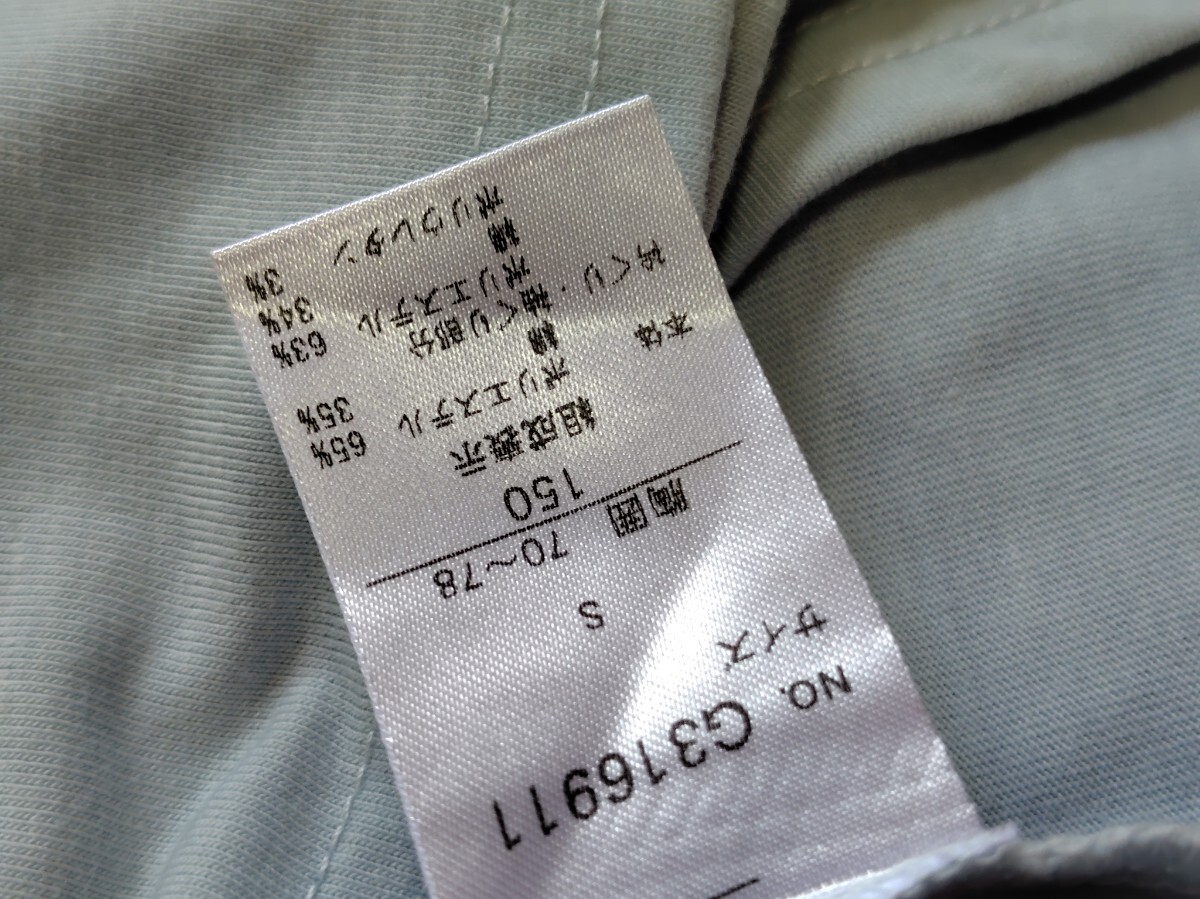 NO. G316911
サイズ
S
胸囲 70~78
150
組成表示
本体 ポリエステル 65%
綿 35%
衿ぐり・袖ぐり部分
ポリエステル 63%
綿 34%
ポリウレタン 3%